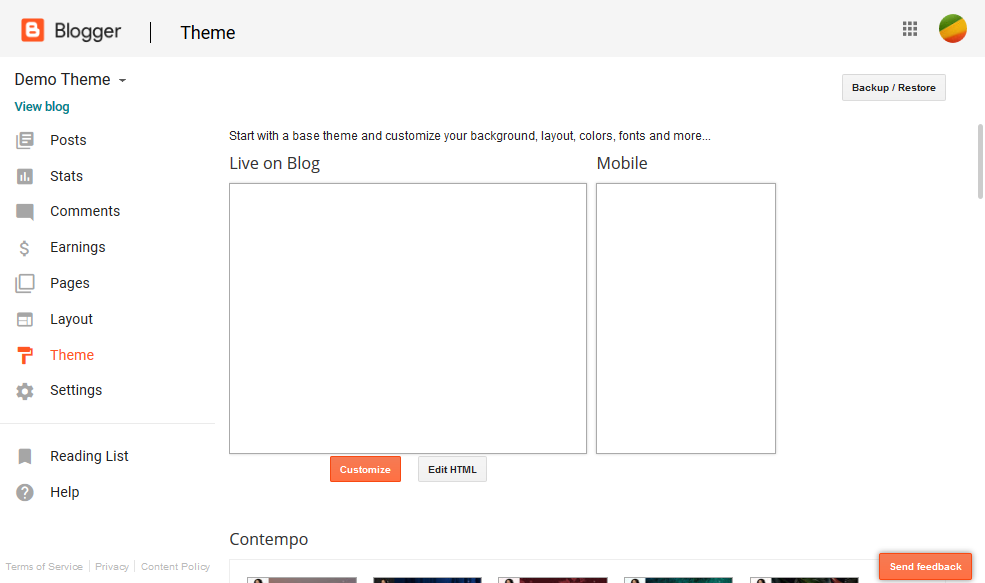 Blogger
Theme
Demo Theme
Backup / Restore
View blog
Start with a base theme and customize your background, layout, colors, fonts and more...
Posts
Live on Blog
Mobile
Stats
Comments
Earnings
Pages
Layout
Theme
Settings
Reading List
Customize
Edit HTML
Help
Contempo
Terms of Service
Privacy
Content Policy
Send feedback